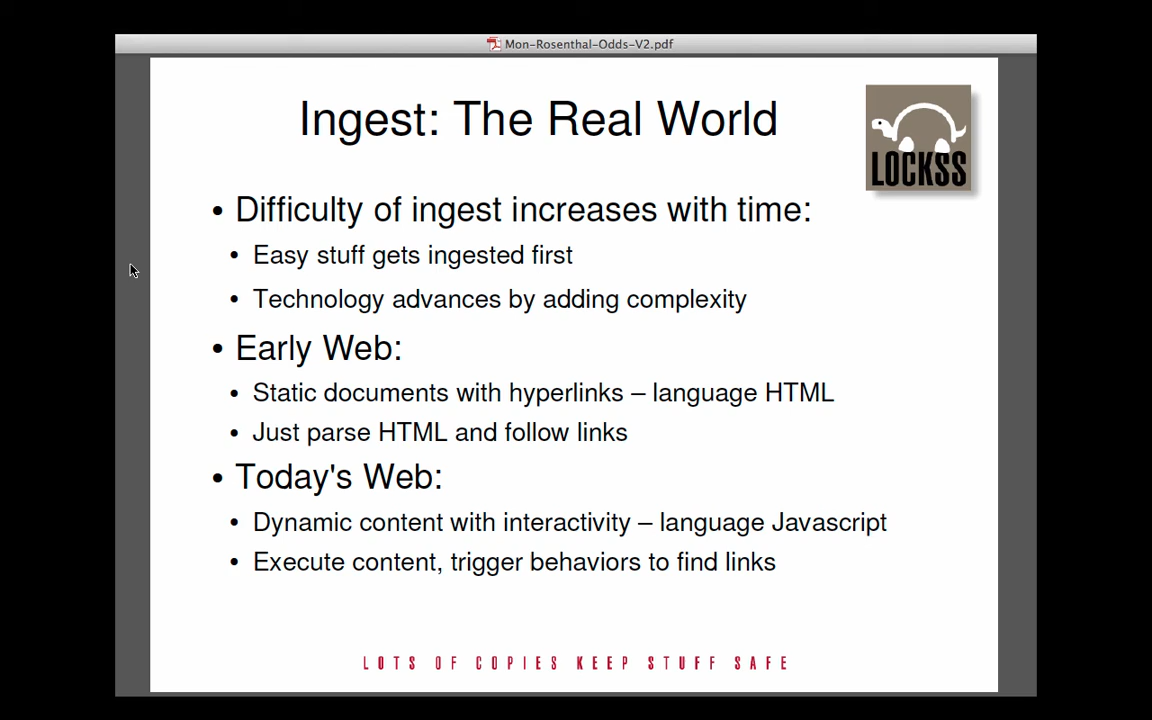 Mon-Rosenthal-Odds-V2.pdf
Ingest: The Real World
LOCKSS
• Difficulty of ingest increases with time:
• Easy stuff gets ingested first
• Technology advances by adding complexity
• Early Web:
• Static documents with hyperlinks – language HTML
• Just parse HTML and follow links
• Today's Web:
• Dynamic content with interactivity – language Javascript
• Execute content, trigger behaviors to find links
LOTS OF COPIES KEEP STUFF SAFE